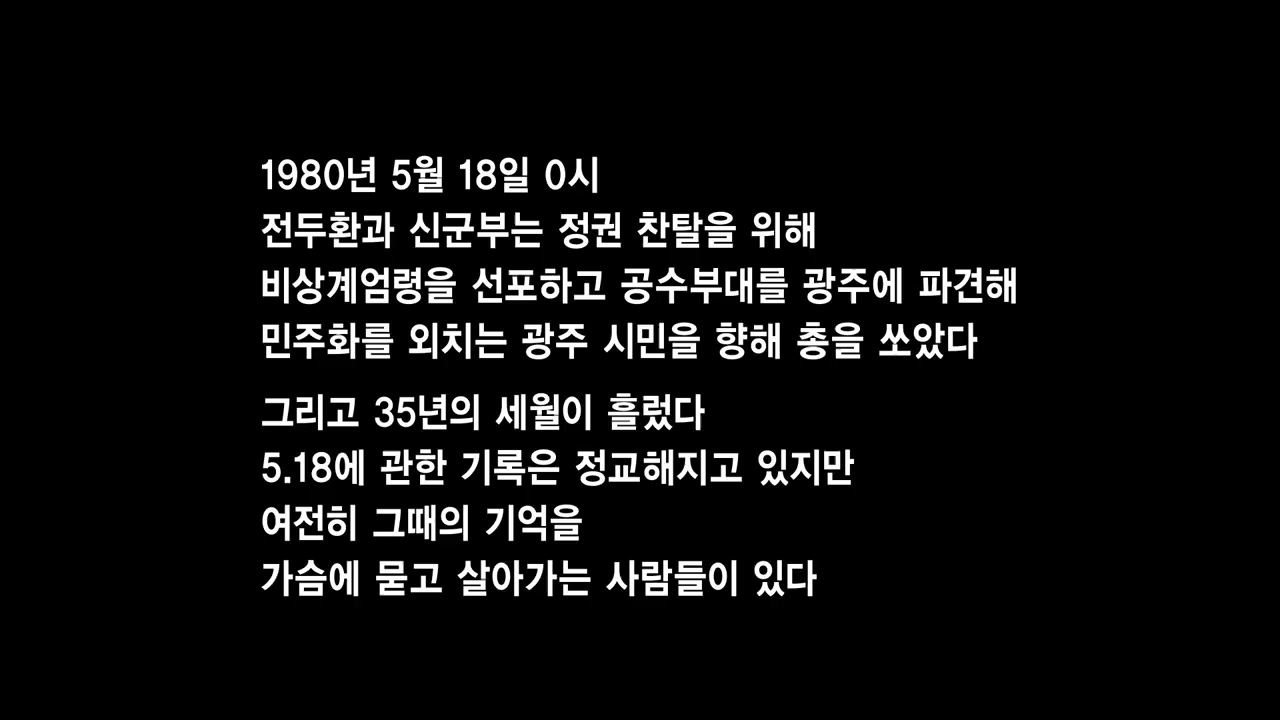 1980년 5월 18일 0시
전두환과 신군부는 정권 찬탈을 위해
비상계엄령을 선포하고 공수부대를 광주에 파견해
민주화를 외치는 광주 시민을 향해 총을 쏘았다
그리고 35년의 세월이 흘렀다
5.18에 관한 기록은 정교해지고 있지만
여전히 그때의 기억을
가슴에 묻고 살아가는 사람들이 있다